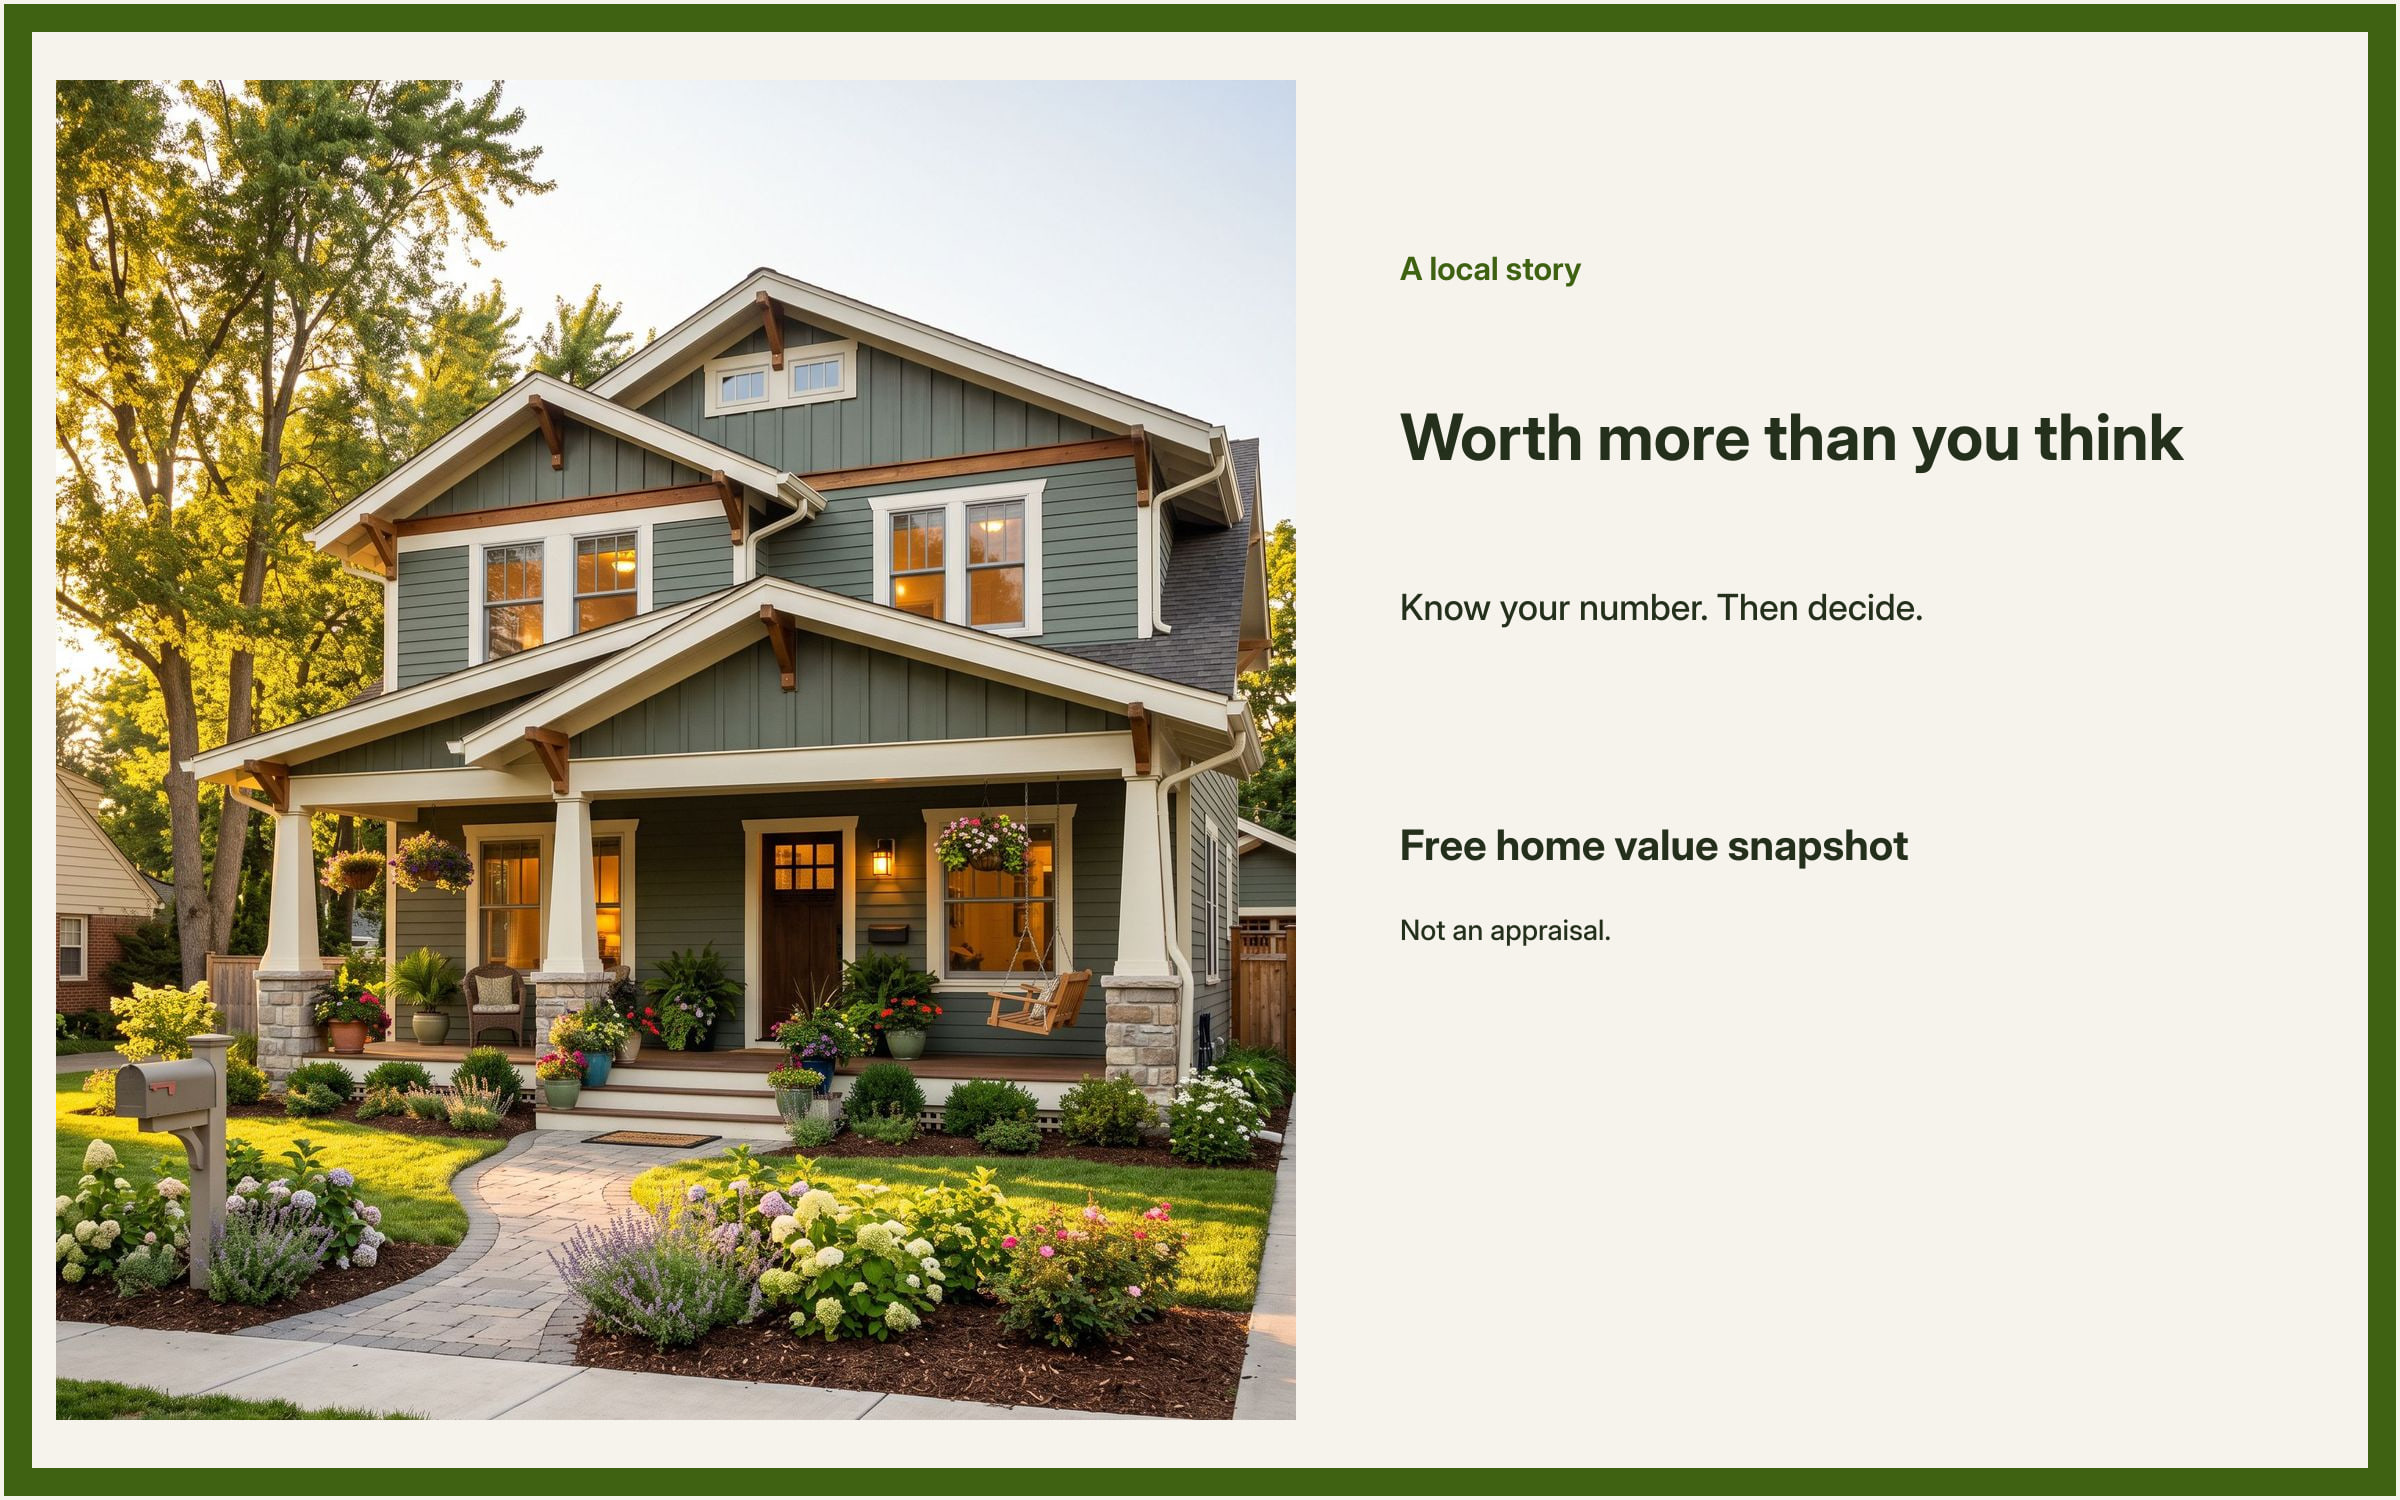 A local story
Worth more than you think
Know your number. Then decide.
Free home value snapshot
Not an appraisal.